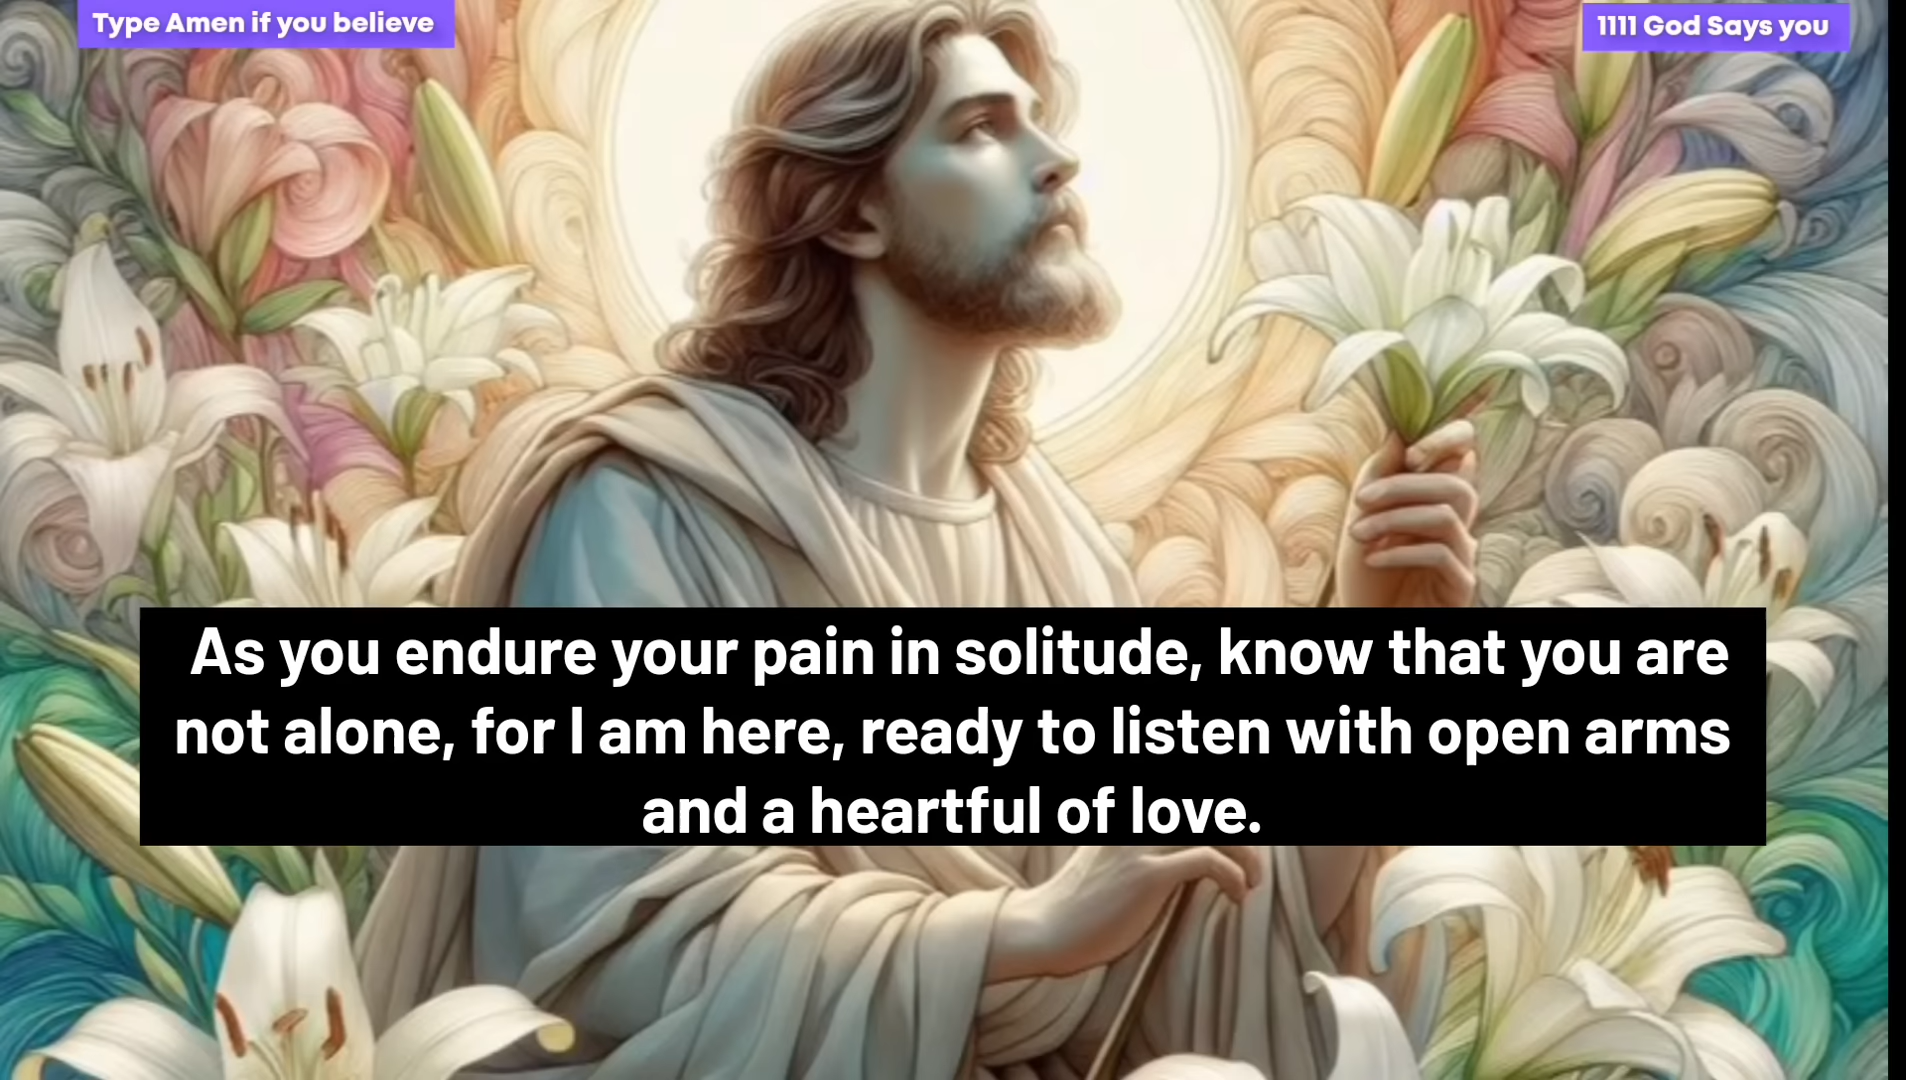 Type Amen if you believe
1111 God Says you
As you endure your pain in solitude, know that you are
not alone, for I am here, ready to listen with open arms
and a heartful of love.